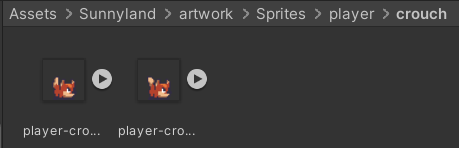 Assets > Sunnyland > artwork > Sprites > player > crouch
player-cro... player-cro...